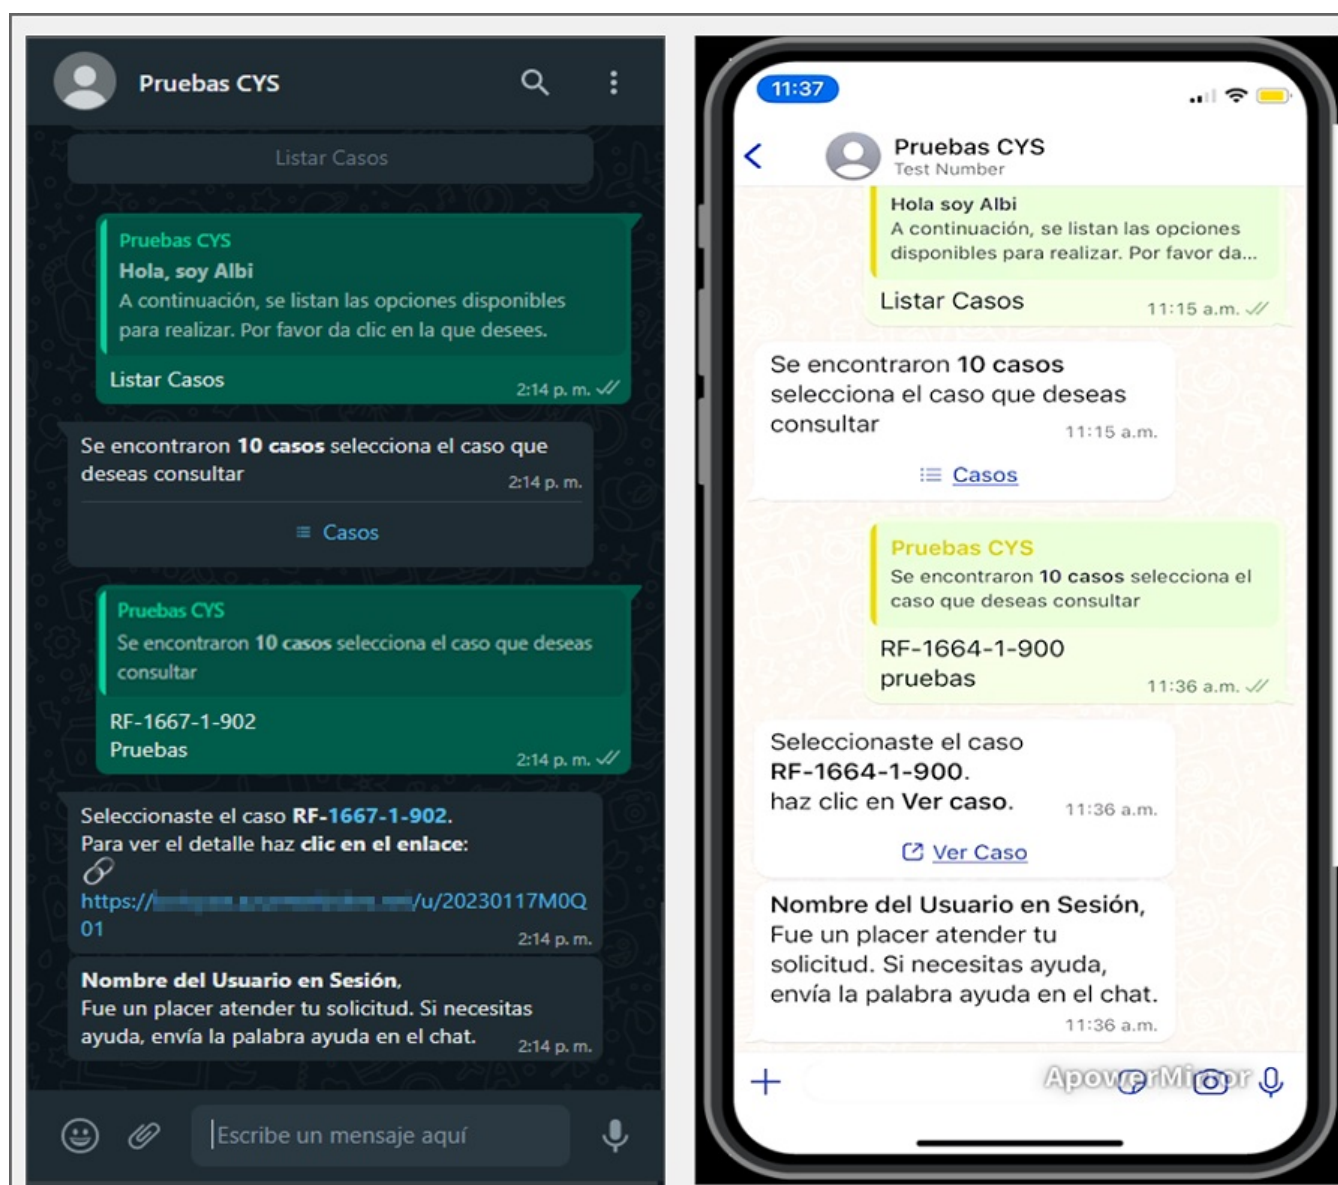 Pruebas CYS
Listar Casos
Pruebas CYS
Hola, soy Albi
A continuación, se listan las opciones disponibles
para realizar. Por favor da clic en la que desees.
Listar Casos
2:14 p. m.
Se encontraron 10 casos selecciona el caso que
deseas consultar
2:14 p. m.
Casos
Pruebas CYS
Se encontraron 10 casos selecciona el caso que deseas
consultar
RF-1667-1-902
Pruebas
2:14 p. m.
Seleccionaste el caso RF-1667-1-902.
Para ver el detalle haz clic en el enlace:
https:// /u/20230117M0Q
01
2:14 p. m.
Nombre del Usuario en Sesión,
Fue un placer atender tu solicitud. Si necesitas
ayuda, envía la palabra ayuda en el chat.
2:14 p. m.
Escribe un mensaje aquí
11:37
Pruebas CYS
Test Number
Hola soy Albi
A continuación, se listan las opciones
disponibles para realizar. Por favor da...
Listar Casos
11:15 a.m.
Se encontraron 10 casos
selecciona el caso que deseas
consultar
11:15 a.m.
Casos
Pruebas CYS
Se encontraron 10 casos selecciona el
caso que deseas consultar
RF-1664-1-900
pruebas
11:36 a.m.
Seleccionaste el caso
RF-1664-1-900.
haz clic en Ver caso.
11:36 a.m.
Ver Caso
Nombre del Usuario en Sesión,
Fue un placer atender tu
solicitud. Si necesitas ayuda,
envía la palabra ayuda en el chat.
11:36 a.m.
ApowerMirror